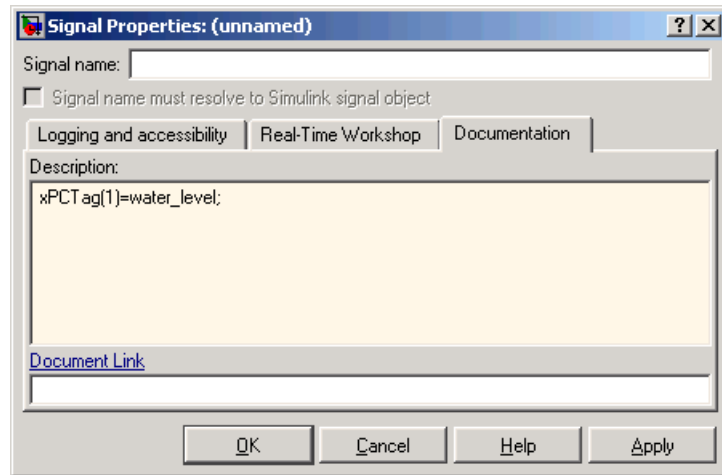 Signal Properties: (unnamed)
Signal name:
Signal name must resolve to Simulink signal object
Logging and accessibility Real-Time Workshop Documentation
Description:
xPCTag(1)=water_level;
Document Link
OK Cancel Help Apply